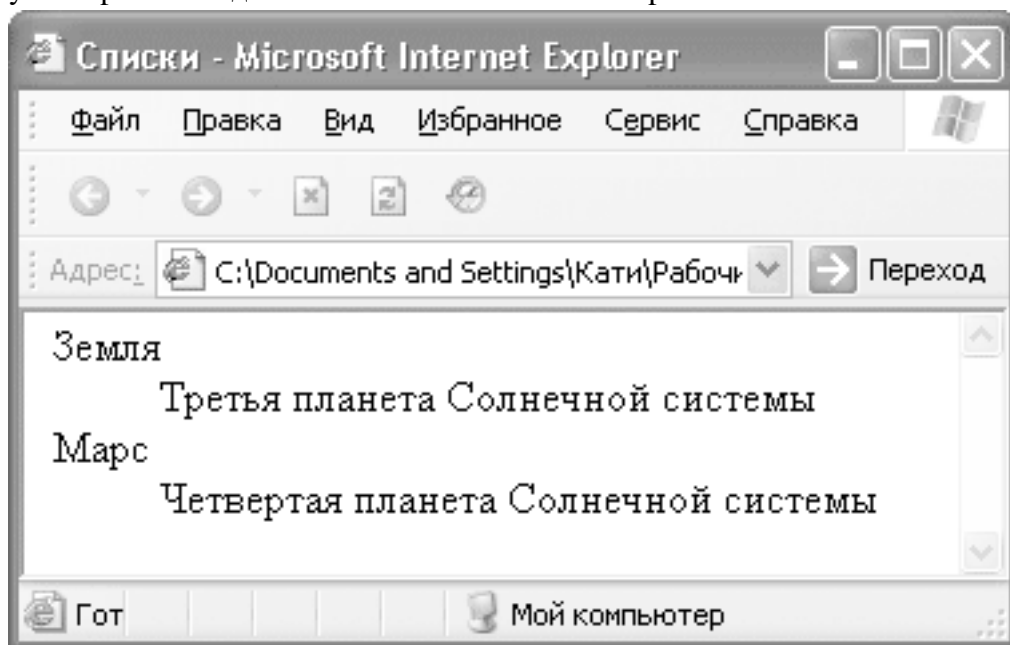 Списки - Microsoft Internet Explorer
Файл Правка Вид Избранное Сервис Справка
Адрес: C:\Documents and Settings\Кати\Рабочи Переход
Земля
Третья планета Солнечной системы
Марс
Четвертая планета Солнечной системы
Гот Мой компьютер